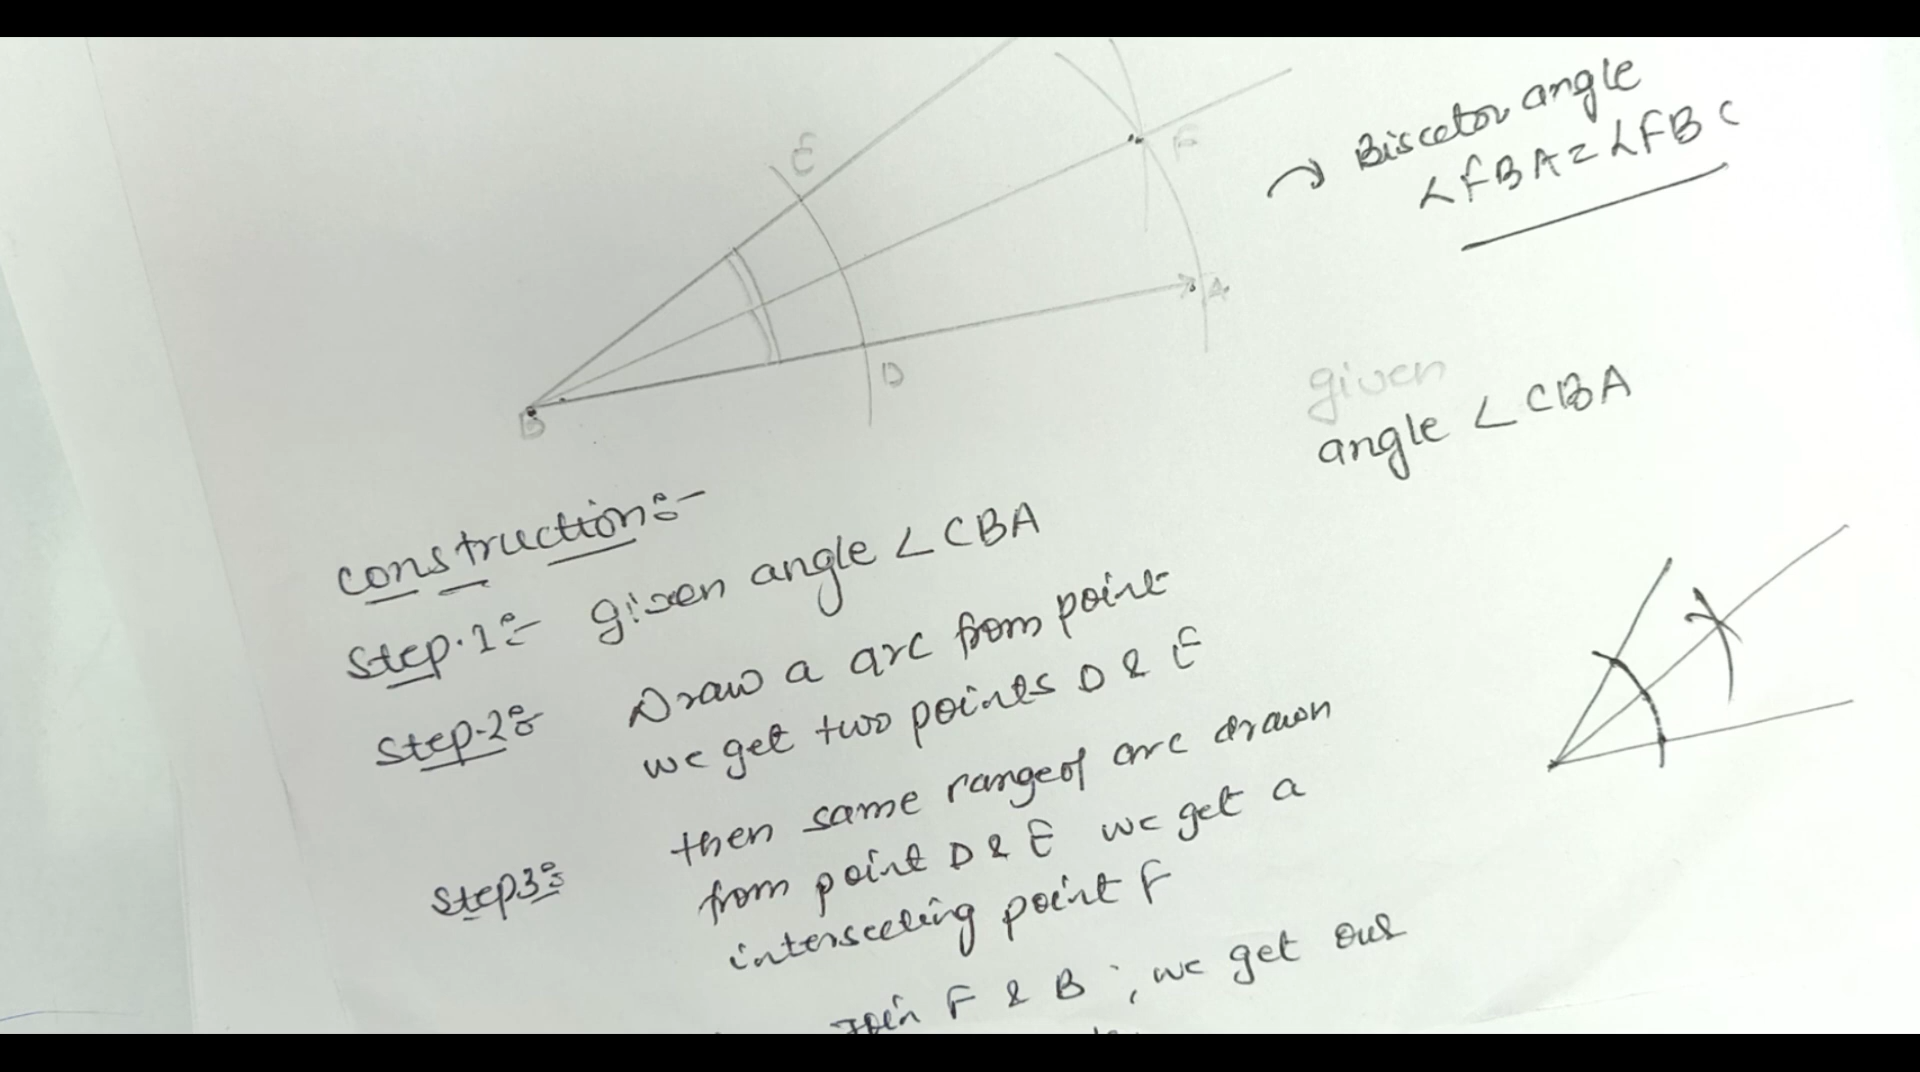 E
F
Biscetor angle
∠FBA = ∠FBC
A
D
B
given
angle ∠CBA
construction:-
Step.1:- given angle ∠CBA
Step-2:- Draw a arc from point
we get two points D & E
Step3:- then same range of arc drawn
from point D & E we get a
intersecting point F
Join F & B ; we get our